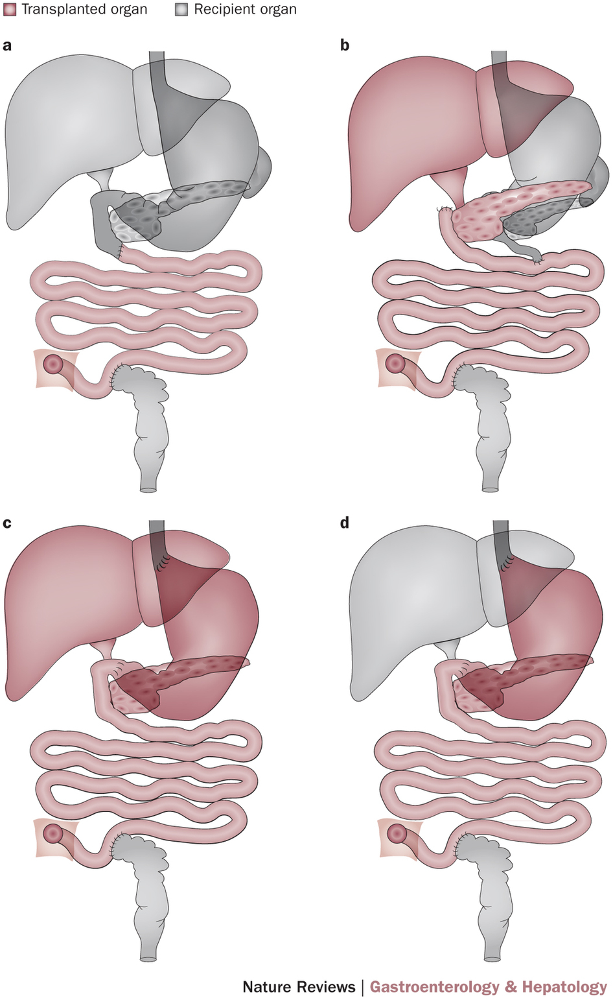 Transplanted organ
Recipient organ
a
b
c
d
Nature Reviews | Gastroenterology & Hepatology